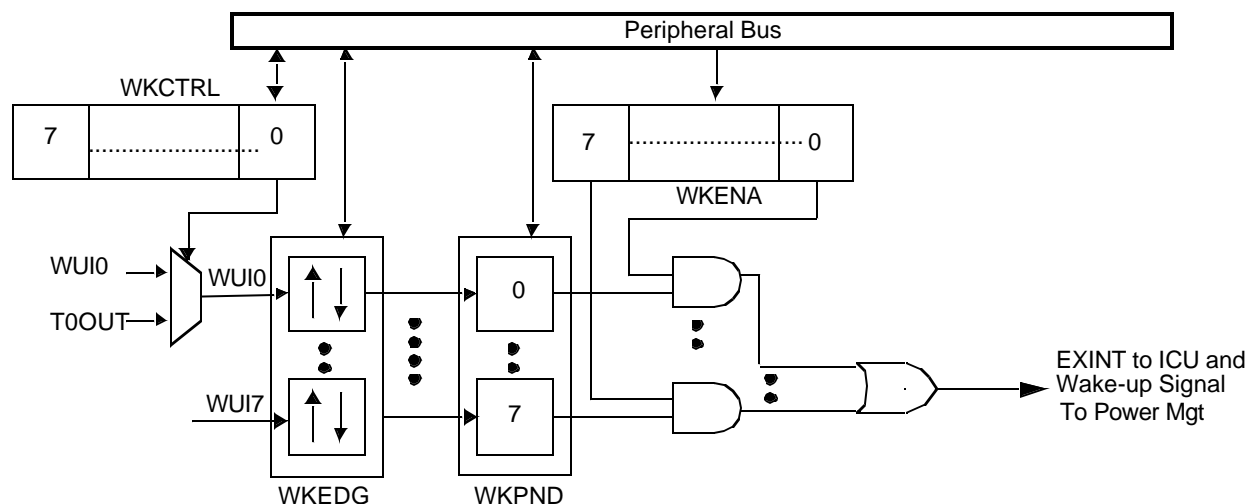 Peripheral Bus
WKCTRL
7 .......................... 0
7 .......................... 0
WKENA
WUI0
WUI0
T0OUT
0
WUI7
7
EXINT to ICU and
Wake-up Signal
To Power Mgt
WKEDG
WKPND